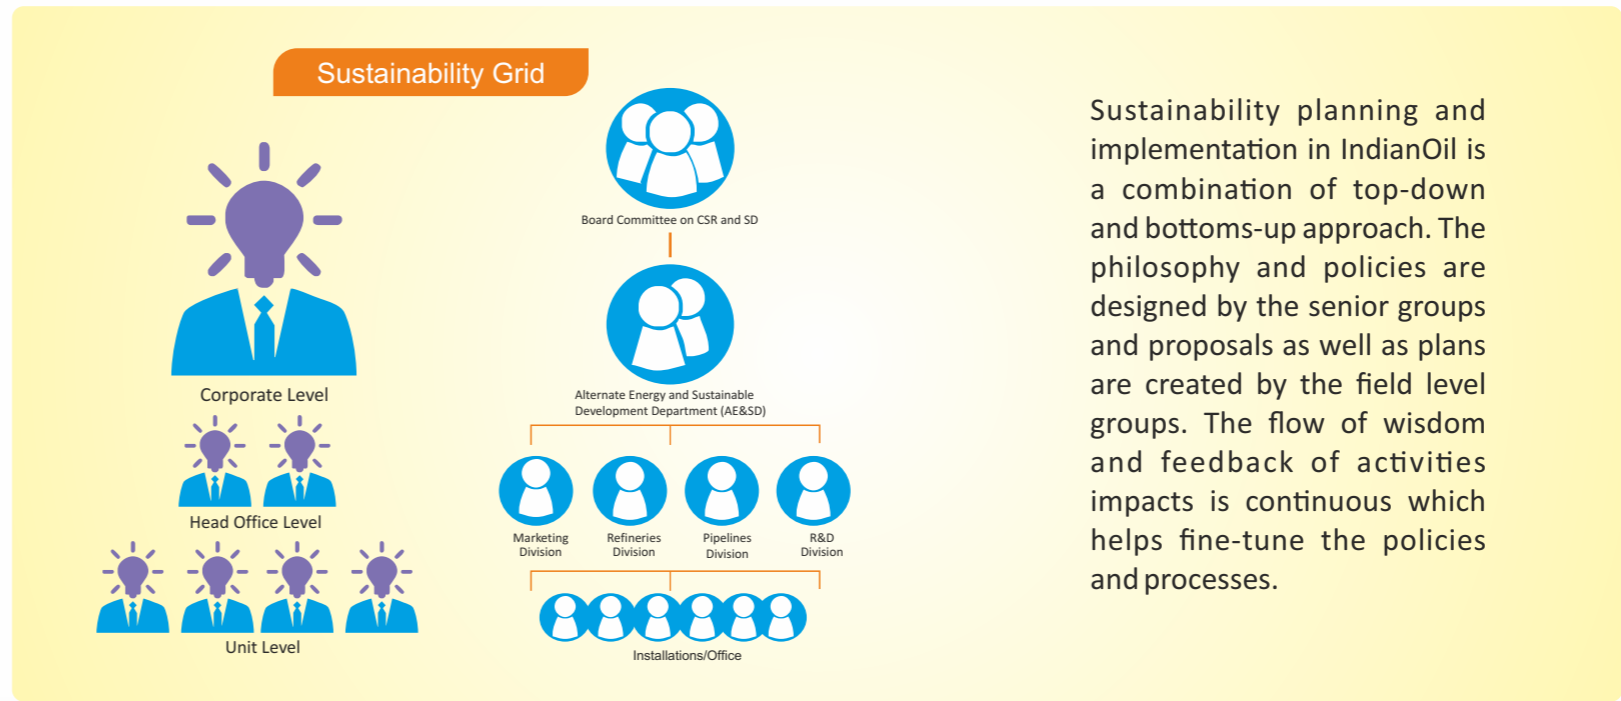 Sustainability Grid
Corporate Level
Head Office Level
Unit Level
Board Committee on CSR and SD
Alternate Energy and Sustainable
Development Department (AE&SD)
Marketing
Division
Refineries
Division
Pipelines
Division
R&D
Division
Installations/Office
Sustainability planning and
implementation in IndianOil is
a combination of top-down
and bottoms-up approach. The
philosophy and policies are
designed by the senior groups
and proposals as well as plans
are created by the field level
groups. The flow of wisdom
and feedback of activities
impacts is continuous which
helps fine-tune the policies
and processes.